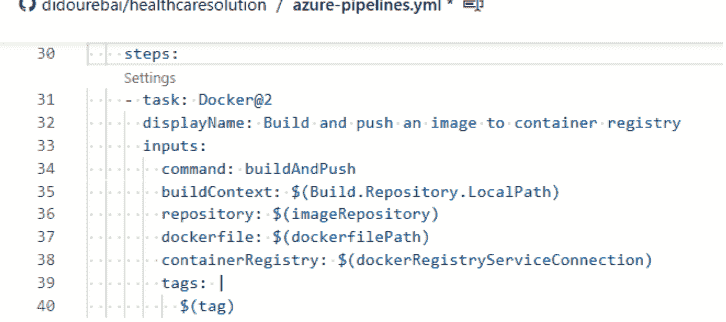 didourebai/healthcaresolution / azure-pipelines.yml *
30 steps:
Settings
31 - task: Docker@2
32 displayName: Build and push an image to container registry
33 inputs:
34 command: buildAndPush
35 buildContext: $(Build.Repository.LocalPath)
36 repository: $(imageRepository)
37 dockerfile: $(dockerfilePath)
38 containerRegistry: $(dockerRegistryServiceConnection)
39 tags: |
40 $(tag)